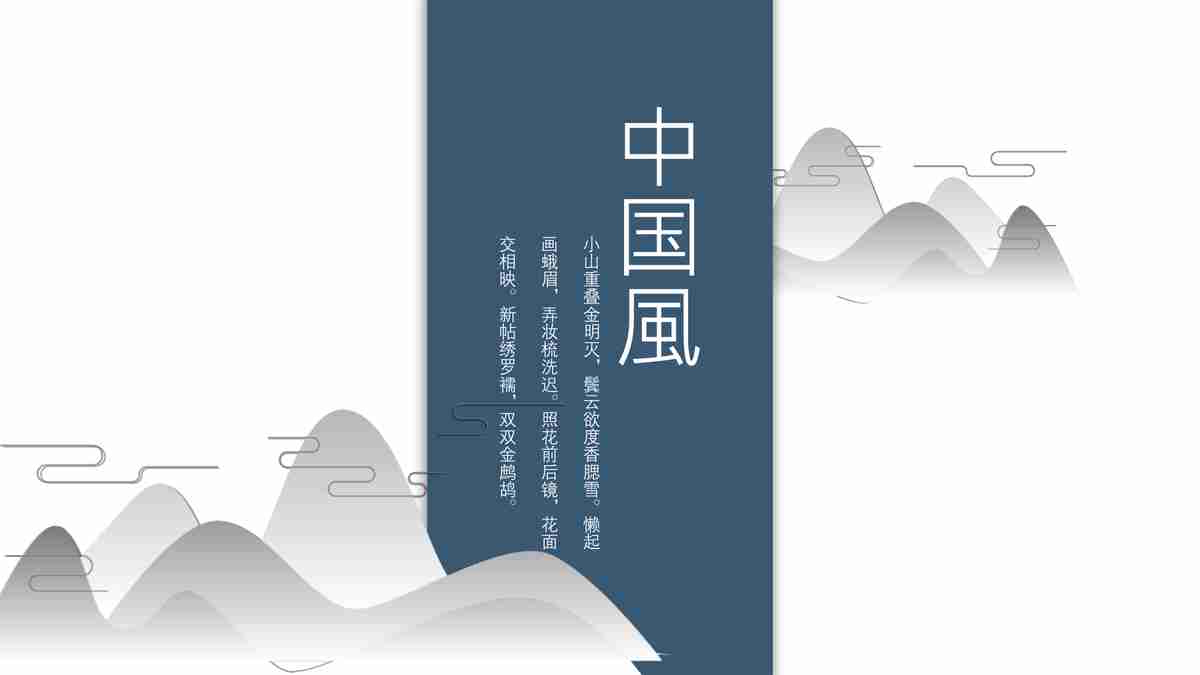 中国風
小山重叠金明灭，鬓云欲度香腮雪。懒起
画蛾眉，弄妆梳洗迟。照花前后镜，花面
交相映。新帖绣罗襦，双双金鹧鸪。